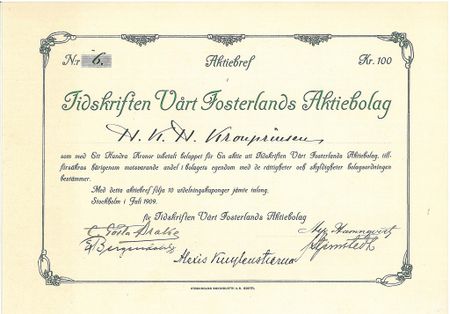 N:r 6. Aktiebref Kr. 100
Tidskriften Vårt Fosterlands Aktiebolag
H. K. H. Kronprinsen
som med Ett Hundra Kronor inbetalt beloppet för En aktie uti Tidskriften Vårt Fosterlands Aktiebolag, till-
försäkras härigenom motsvarande andel i bolagets egendom med de rättigheter och skyldigheter bolagsordningen
bestämmer.
Med detta aktiebref följa 10 utdelningskuponger jämte talong.
Stockholm i Juli 1909.
för Tidskriften Vårt Fosterlands Aktiebolag
Alexis Kuylenstierna